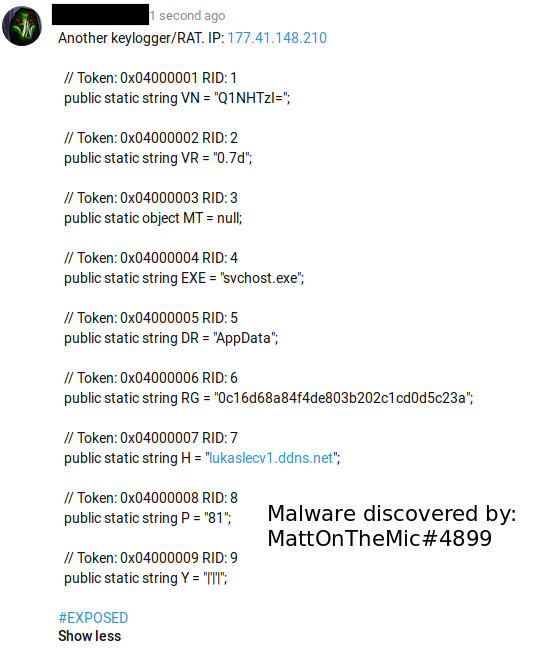 1 second ago
Another keylogger/RAT. IP: 177.41.148.210
// Token: 0x04000001 RID: 1
public static string VN = "Q1NHTzI=";
// Token: 0x04000002 RID: 2
public static string VR = "0.7d";
// Token: 0x04000003 RID: 3
public static object MT = null;
// Token: 0x04000004 RID: 4
public static string EXE = "svchost.exe";
// Token: 0x04000005 RID: 5
public static string DR = "AppData";
// Token: 0x04000006 RID: 6
public static string RG = "0c16d68a84f4de803b202c1cd0d5c23a";
// Token: 0x04000007 RID: 7
public static string H = "lukaslecv1.ddns.net";
// Token: 0x04000008 RID: 8
public static string P = "81";
// Token: 0x04000009 RID: 9
public static string Y = "|'|'|";
Malware discovered by:
MattOnTheMic#4899
#EXPOSED
Show less